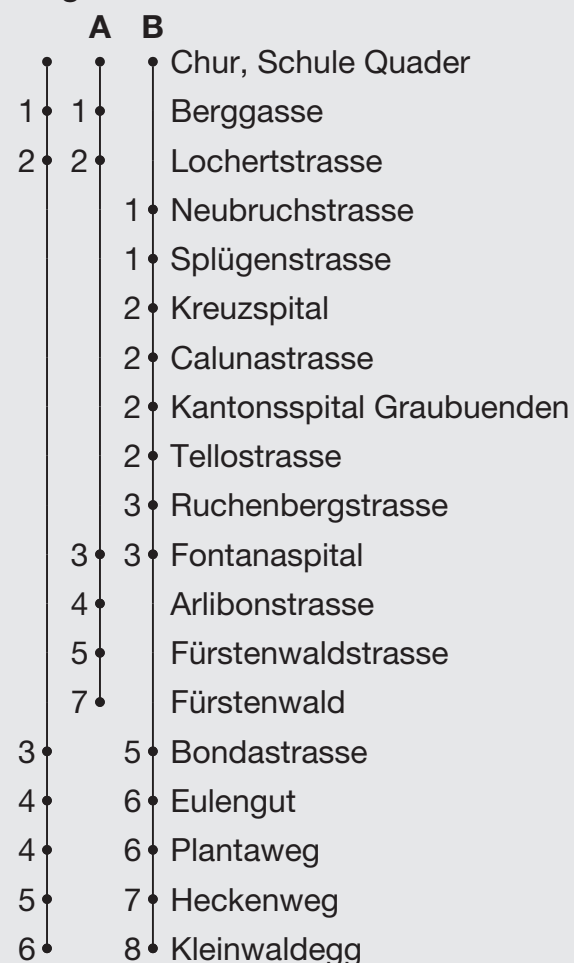 A B
Chur, Schule Quader
1 1 Berggasse
2 2 Lochertstrasse
1 Neubruchstrasse
1 Splügenstrasse
2 Kreuzspital
2 Calunastrasse
2 Kantonsspital Graubuenden
2 Tellostrasse
3 Ruchenbergstrasse
3 3 Fontanaspital
4 Arlibonstrasse
5 Fürstenwaldstrasse
7 Fürstenwald
3 5 Bondastrasse
4 6 Eulengut
4 6 Plantaweg
5 7 Heckenweg
6 8 Kleinwaldegg